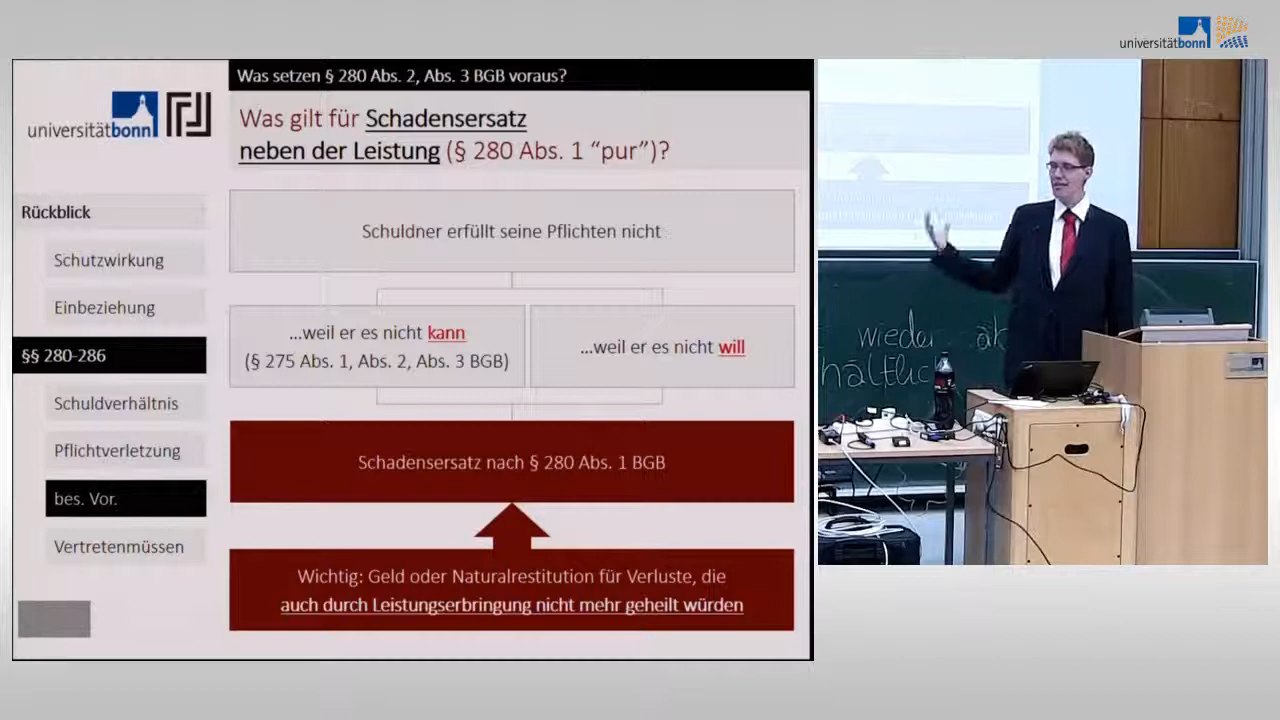 universitätbonn
Was setzen § 280 Abs. 2, Abs. 3 BGB voraus?
universitätbonn
Was gilt für Schadensersatz
neben der Leistung (§ 280 Abs. 1 “pur”)?
Rückblick
Schutzwirkung
Einbeziehung
§§ 280-286
Schuldverhältnis
Pflichtverletzung
bes. Vor.
Vertretenmüssen
Schuldner erfüllt seine Pflichten nicht
...weil er es nicht kann
(§ 275 Abs. 1, Abs. 2, Abs. 3 BGB)
...weil er es nicht will
Schadensersatz nach § 280 Abs. 1 BGB
Wichtig: Geld oder Naturalrestitution für Verluste, die
auch durch Leistungserbringung nicht mehr geheilt würden
wieder